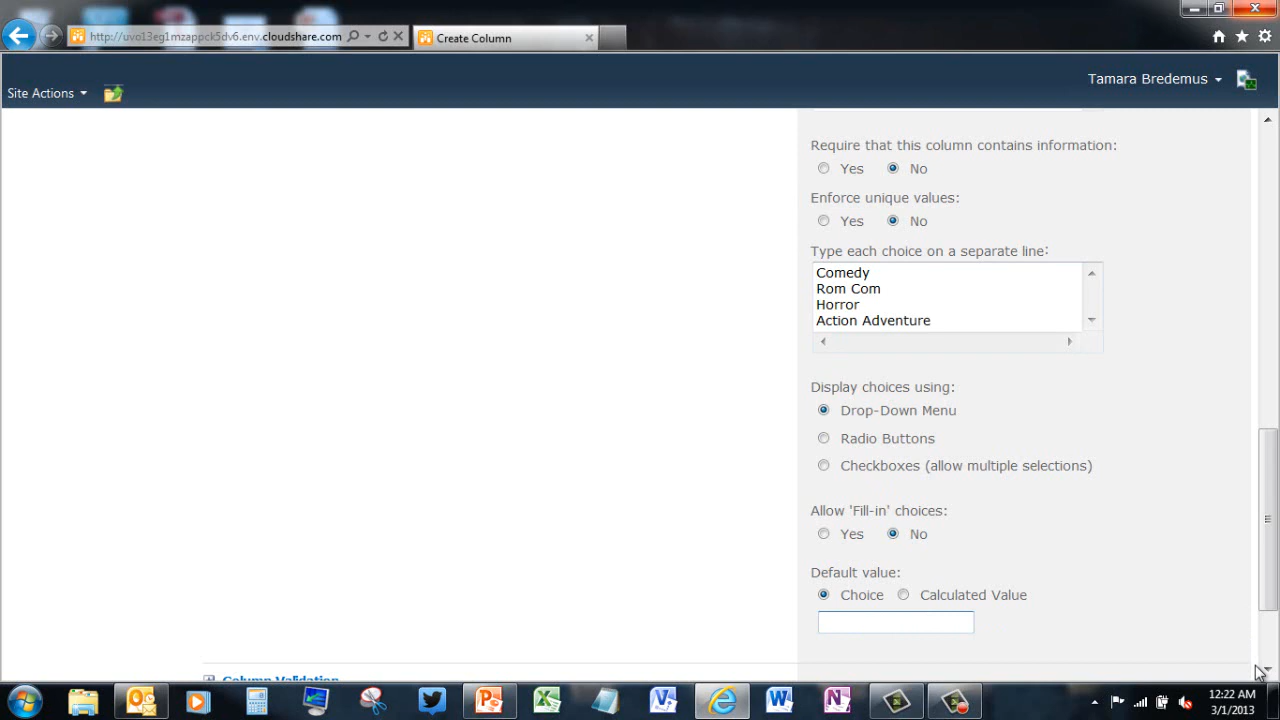 http://uvo13eg1mzappck5dv6.env.cloudshare.com
Create Column
Site Actions
Tamara Bredemus
Require that this column contains information:
Yes No
Enforce unique values:
Yes No
Type each choice on a separate line:
Comedy
Rom Com
Horror
Action Adventure
Display choices using:
Drop-Down Menu
Radio Buttons
Checkboxes (allow multiple selections)
Allow 'Fill-in' choices:
Yes No
Default value:
Choice Calculated Value
Column Validation
12:22 AM
3/1/2013